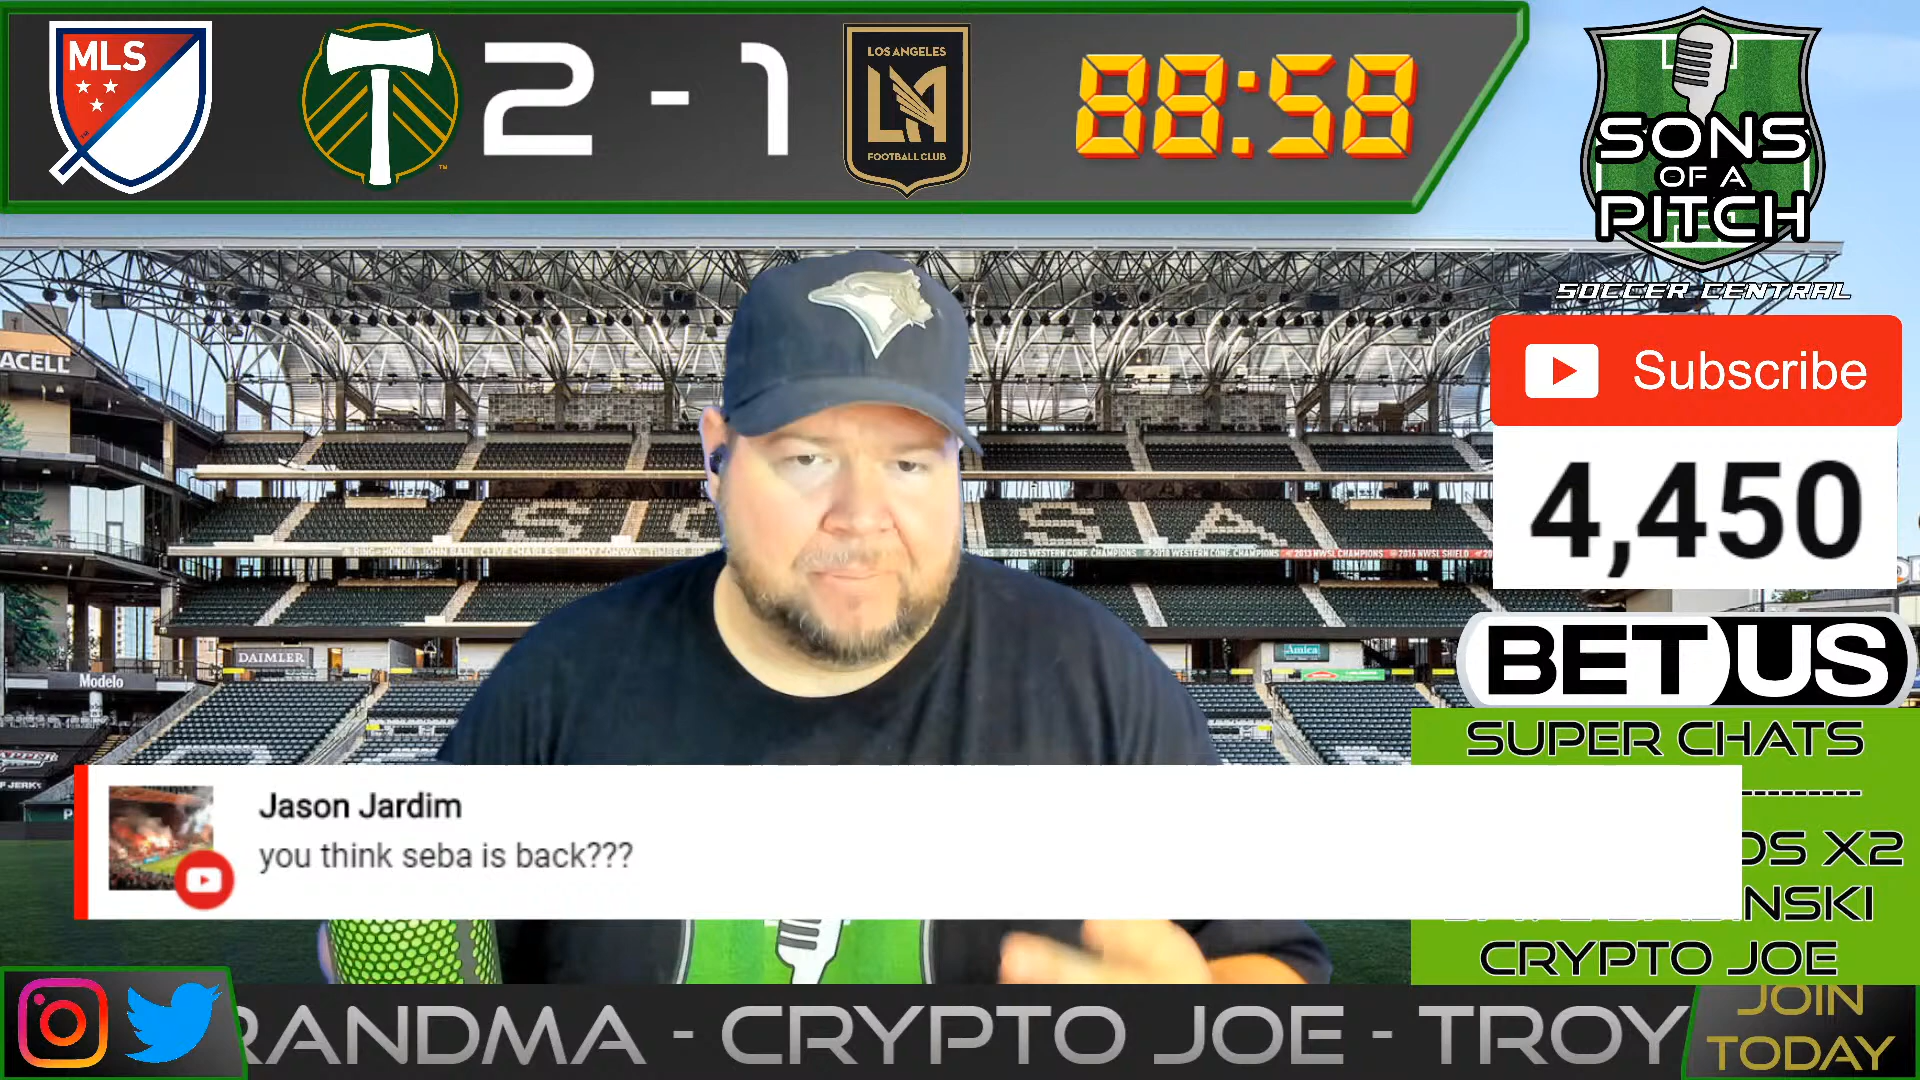 MLS
2 - 1
LOS ANGELES
FOOTBALL CLUB
88:58
SONS
OF A
PITCH
SOCCER CENTRAL
Subscribe
4,450
BETUS
SUPER CHATS
X2
NSKI
CRYPTO JOE
JOIN
TODAY
ACELL
DAIMLER
Modelo
Amica
Jason Jardim
you think seba is back???
RANDMA - CRYPTO JOE - TROY